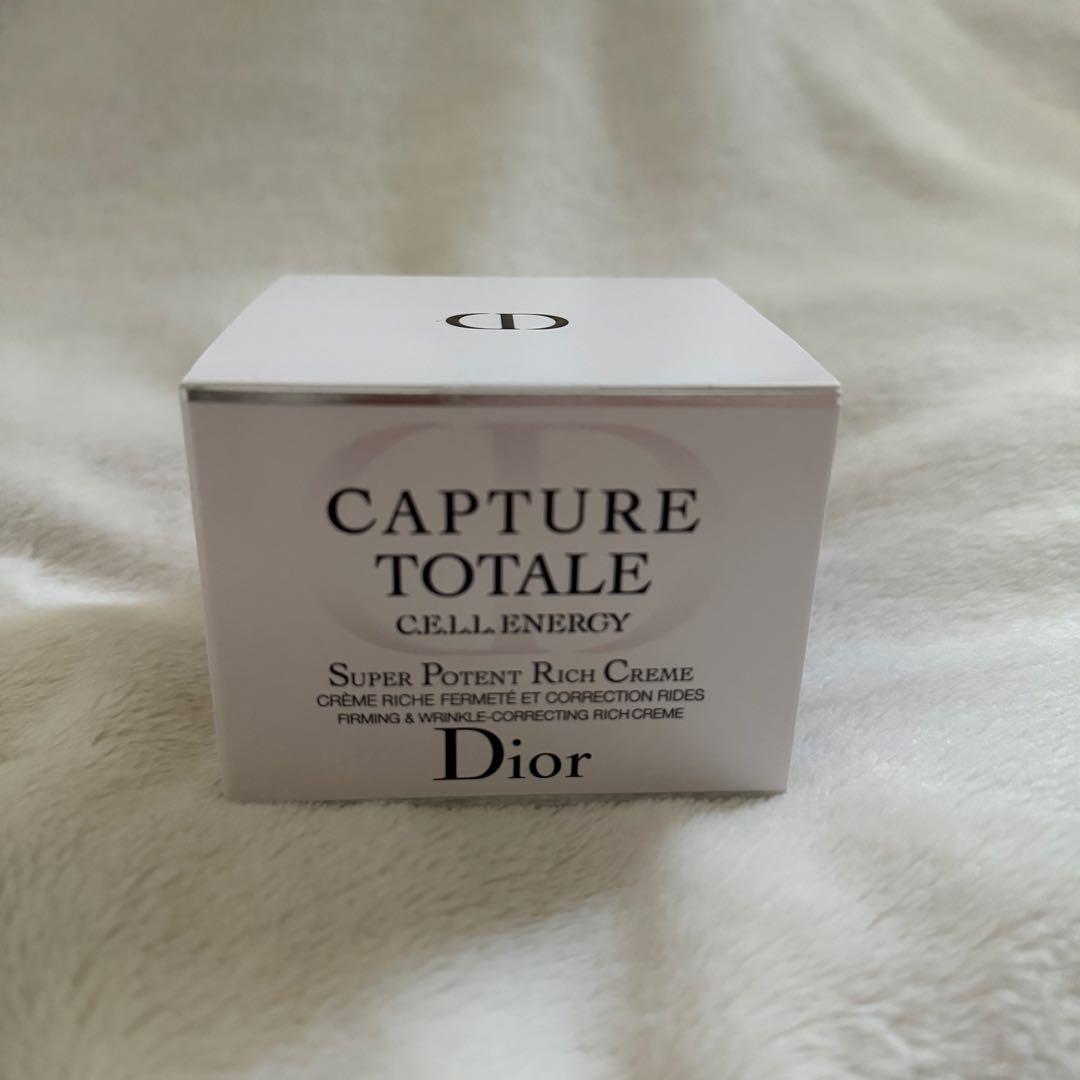 CD
CAPTURE
TOTALE
C.E.L.L. ENERGY
SUPER POTENT RICH CREME
CRÈME RICHE FERMETÉ ET CORRECTION RIDES
FIRMING & WRINKLE-CORRECTING RICH CREME
Dior